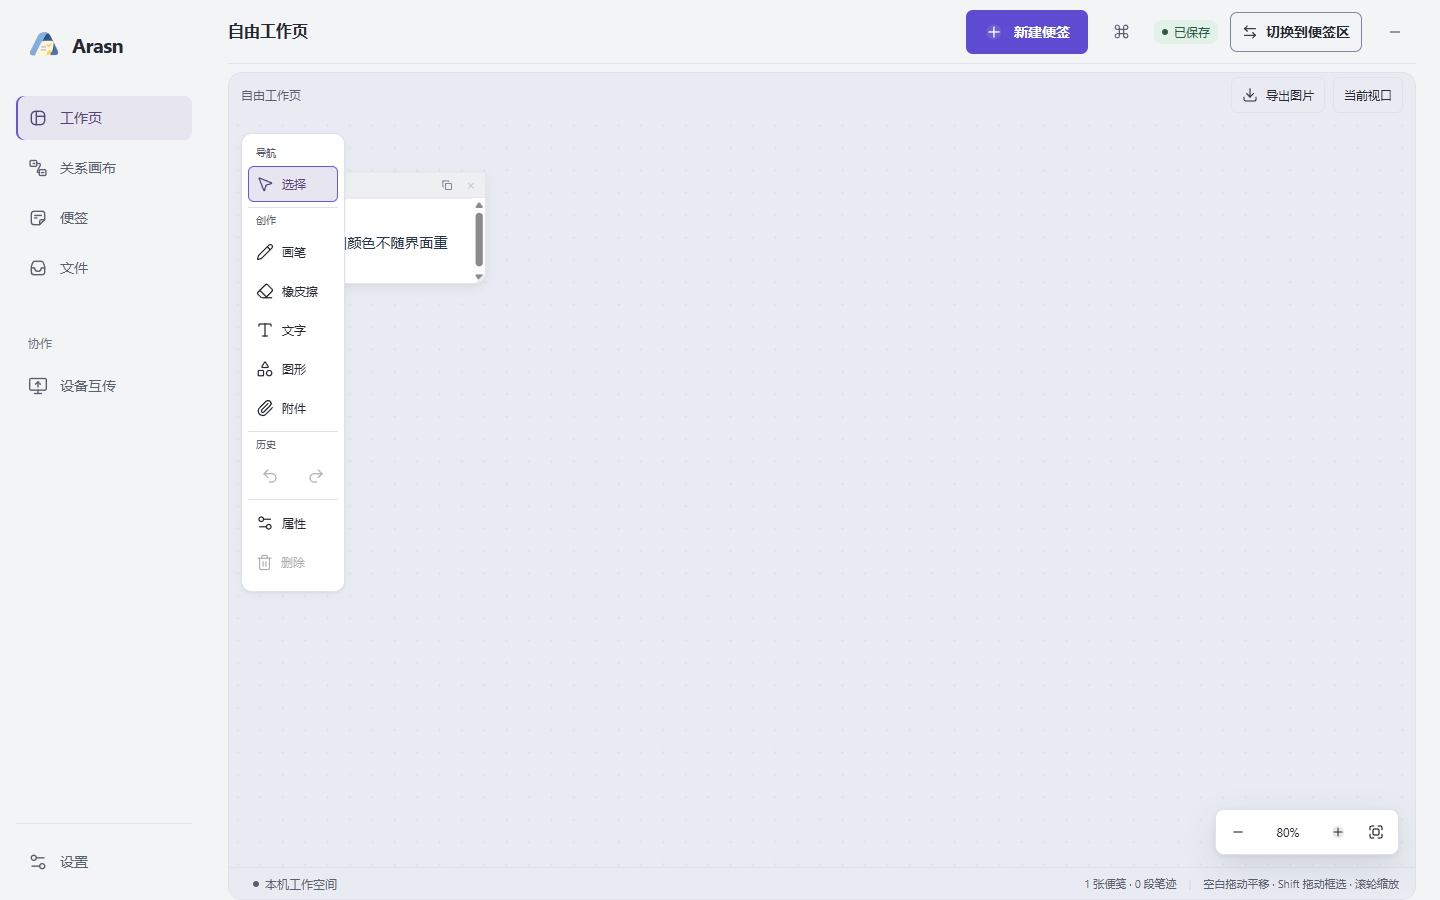 Arasn
自由工作页
新建便签
已保存
切换到便签区
工作页
关系画布
便签
文件
协作
设备互传
设置
自由工作页
导出图片
当前视口
导航
选择
创作
画笔
橡皮擦
文字
图形
附件
历史
属性
删除
颜色不随界面重
80%
本机工作空间
1 张便笺 · 0 段笔迹
空白拖动平移 · Shift 拖动框选 · 滚轮缩放